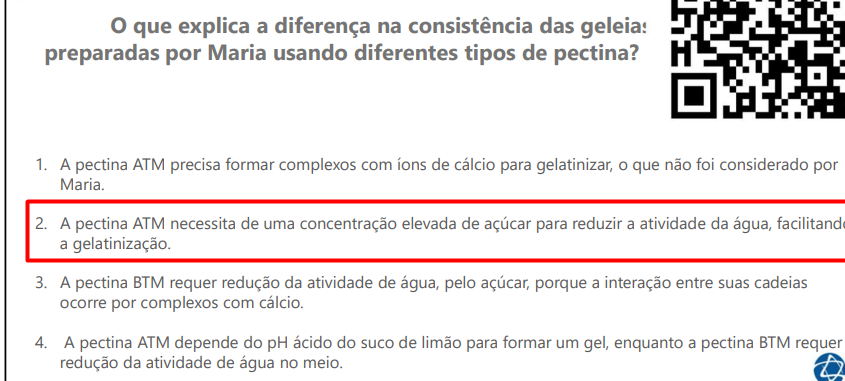 O que explica a diferença na consistência das geleias
preparadas por Maria usando diferentes tipos de pectina?
1. A pectina ATM precisa formar complexos com íons de cálcio para gelatinizar, o que não foi considerado por
Maria.
2. A pectina ATM necessita de uma concentração elevada de açúcar para reduzir a atividade da água, facilitando
a gelatinização.
3. A pectina BTM requer redução da atividade de água, pelo açúcar, porque a interação entre suas cadeias
ocorre por complexos com cálcio.
4. A pectina ATM depende do pH ácido do suco de limão para formar um gel, enquanto a pectina BTM requer
redução da atividade de água no meio.